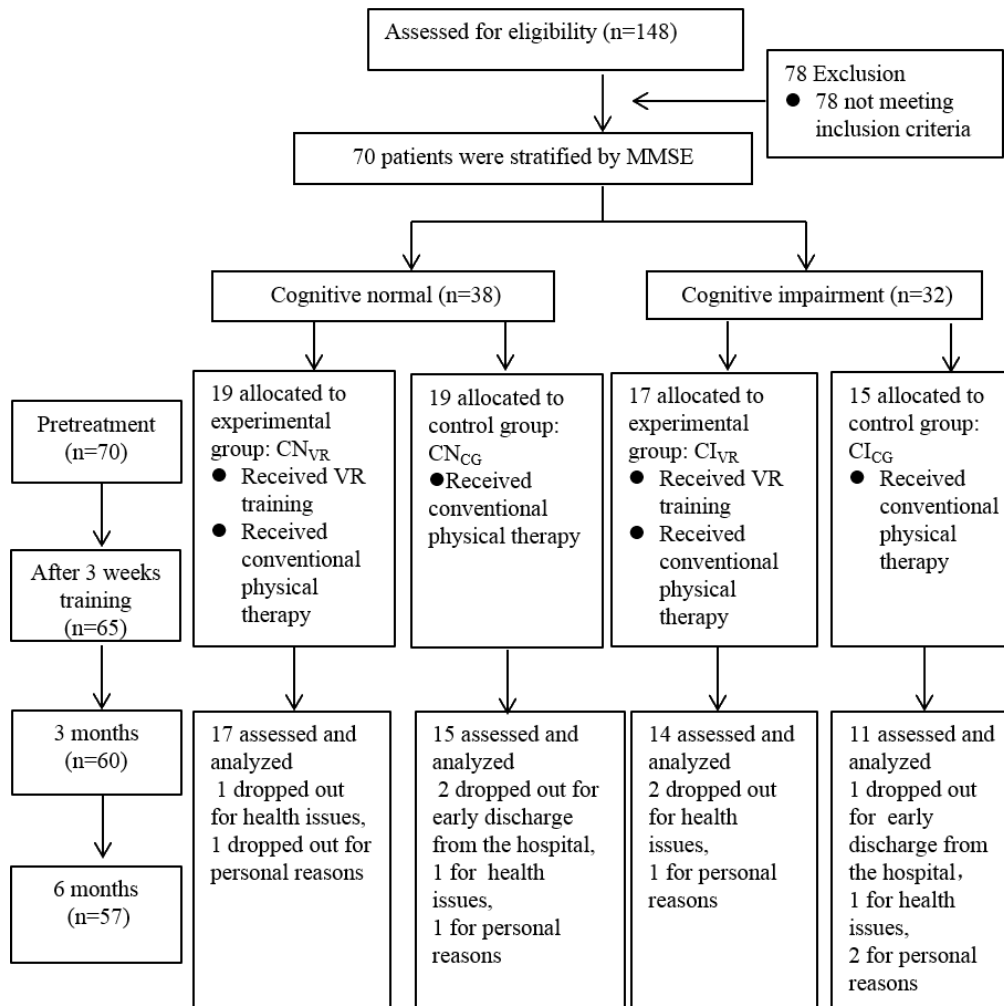 Assessed for eligibility (n=148)
78 Exclusion
● 78 not meeting
inclusion criteria
70 patients were stratified by MMSE
Cognitive normal (n=38)
Cognitive impairment (n=32)
Pretreatment
(n=70)
After 3 weeks
training
(n=65)
3 months
(n=60)
6 months
(n=57)
19 allocated to
experimental
group: CNVR
● Received VR
training
● Received
conventional
physical
therapy
19 allocated to
control group:
CNCG
●Received
conventional
physical therapy
17 allocated to
experimental
group: CIVR
● Received VR
training
● Received
conventional
physical
therapy
15 allocated to
control group:
CICG
● Received
conventional
physical
therapy
17 assessed and
analyzed
1 dropped out
for health issues,
1 dropped out for
personal reasons
15 assessed and
analyzed
2 dropped out for
early discharge
from the hospital,
1 for health
issues,
1 for personal
reasons
14 assessed and
analyzed
2 dropped out
for health
issues,
1 for personal
reasons
11 assessed and
analyzed
1 dropped out
for early
discharge from
the hospital，
1 for health
issues,
2 for personal
reasons